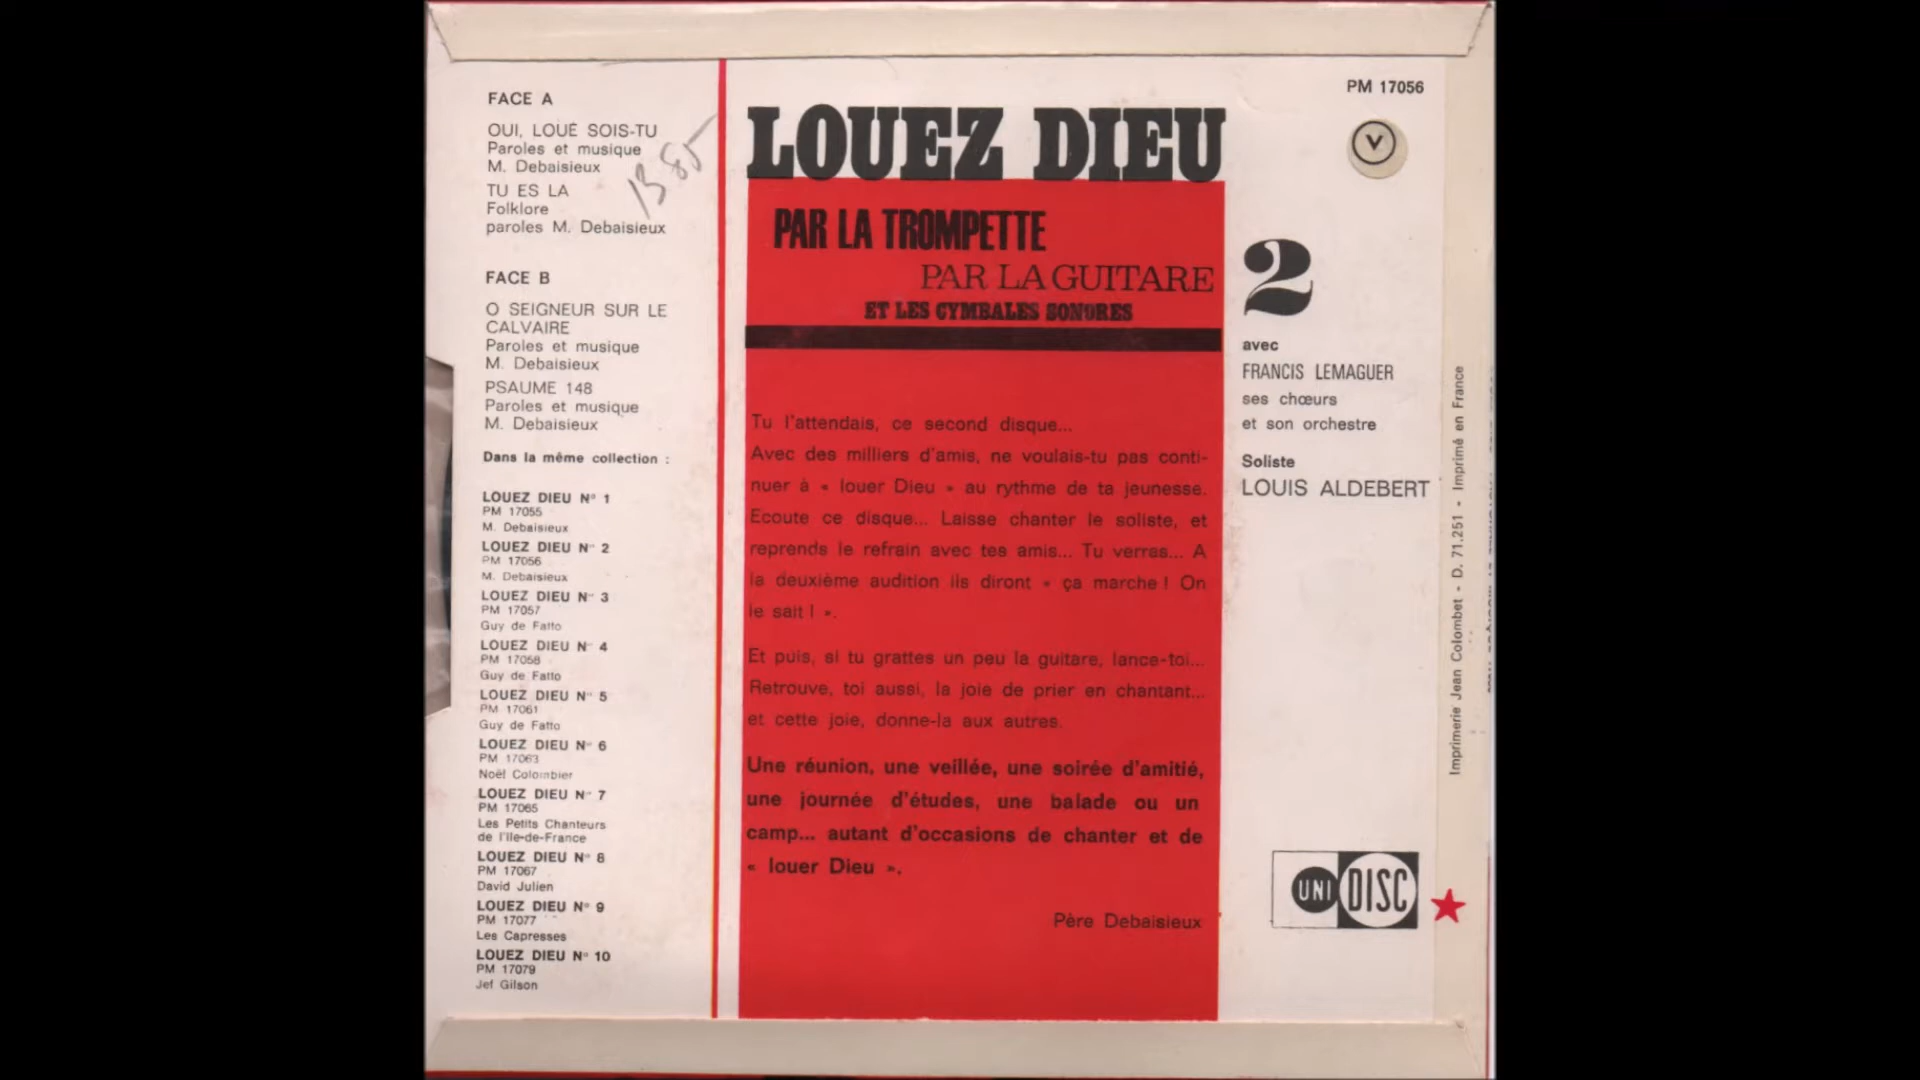 FACE A
OUI, LOUÉ SOIS-TU
Paroles et musique
M. Debaisieux
TU ES LA
Folklore
paroles M. Debaisieux
FACE B
O SEIGNEUR SUR LE
CALVAIRE
Paroles et musique
M. Debaisieux
PSAUME 148
Paroles et musique
M. Debaisieux
Dans la même collection :
LOUEZ DIEU N° 1
PM 17055
M. Debaisieux
LOUEZ DIEU N° 2
PM 17056
M. Debaisieux
LOUEZ DIEU N° 3
PM 17057
Guy de Fatto
LOUEZ DIEU N° 4
PM 17058
Guy de Fatto
LOUEZ DIEU N° 5
PM 17061
Guy de Fatto
LOUEZ DIEU N° 6
PM 17063
Noël Colombier
LOUEZ DIEU N° 7
PM 17065
Les Petits Chanteurs
de l'Ile-de-France
LOUEZ DIEU N° 8
PM 17067
David Julien
LOUEZ DIEU N° 9
PM 17077
Les Capresses
LOUEZ DIEU N° 10
PM 17079
Jef Gilson
LOUEZ DIEU
PAR LA TROMPETTE
PAR LA GUITARE
ET LES CYMBALES SONORES
Tu l'attendais, ce second disque...
Avec des milliers d'amis, ne voulais-tu pas conti-
nuer à « louer Dieu » au rythme de ta jeunesse.
Ecoute ce disque... Laisse chanter le soliste, et
reprends le refrain avec tes amis... Tu verras... A
la deuxième audition ils diront « ça marche ! On
le sait ! ».
Et puis, si tu grattes un peu la guitare, lance-toi...
Retrouve, toi aussi, la joie de prier en chantant...
et cette joie, donne-la aux autres.
Une réunion, une veillée, une soirée d'amitié,
une journée d'études, une balade ou un
camp... autant d'occasions de chanter et de
« louer Dieu ».
Père Debaisieux
PM 17056
V
2
avec
FRANCIS LEMAGUER
ses chœurs
et son orchestre
Soliste
LOUIS ALDEBERT
UNI DISC
Imprimerie Jean Colombet - D. 71.251 - Imprimé en France